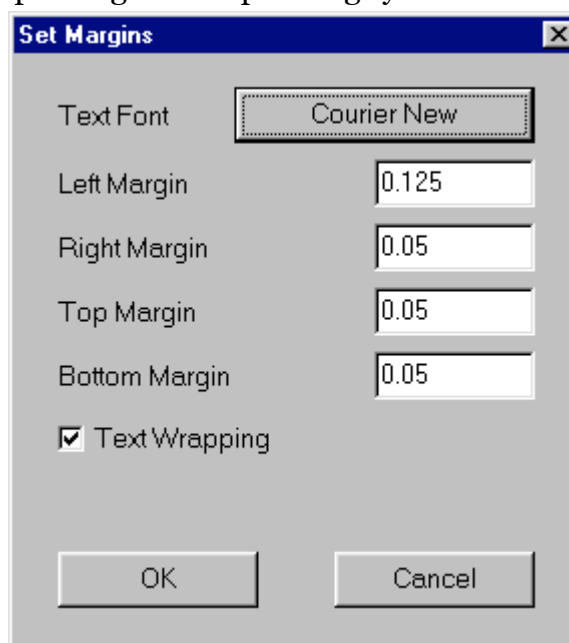 Set Margins
Text Font Courier New
Left Margin 0.125
Right Margin 0.05
Top Margin 0.05
Bottom Margin 0.05
Text Wrapping
OK Cancel